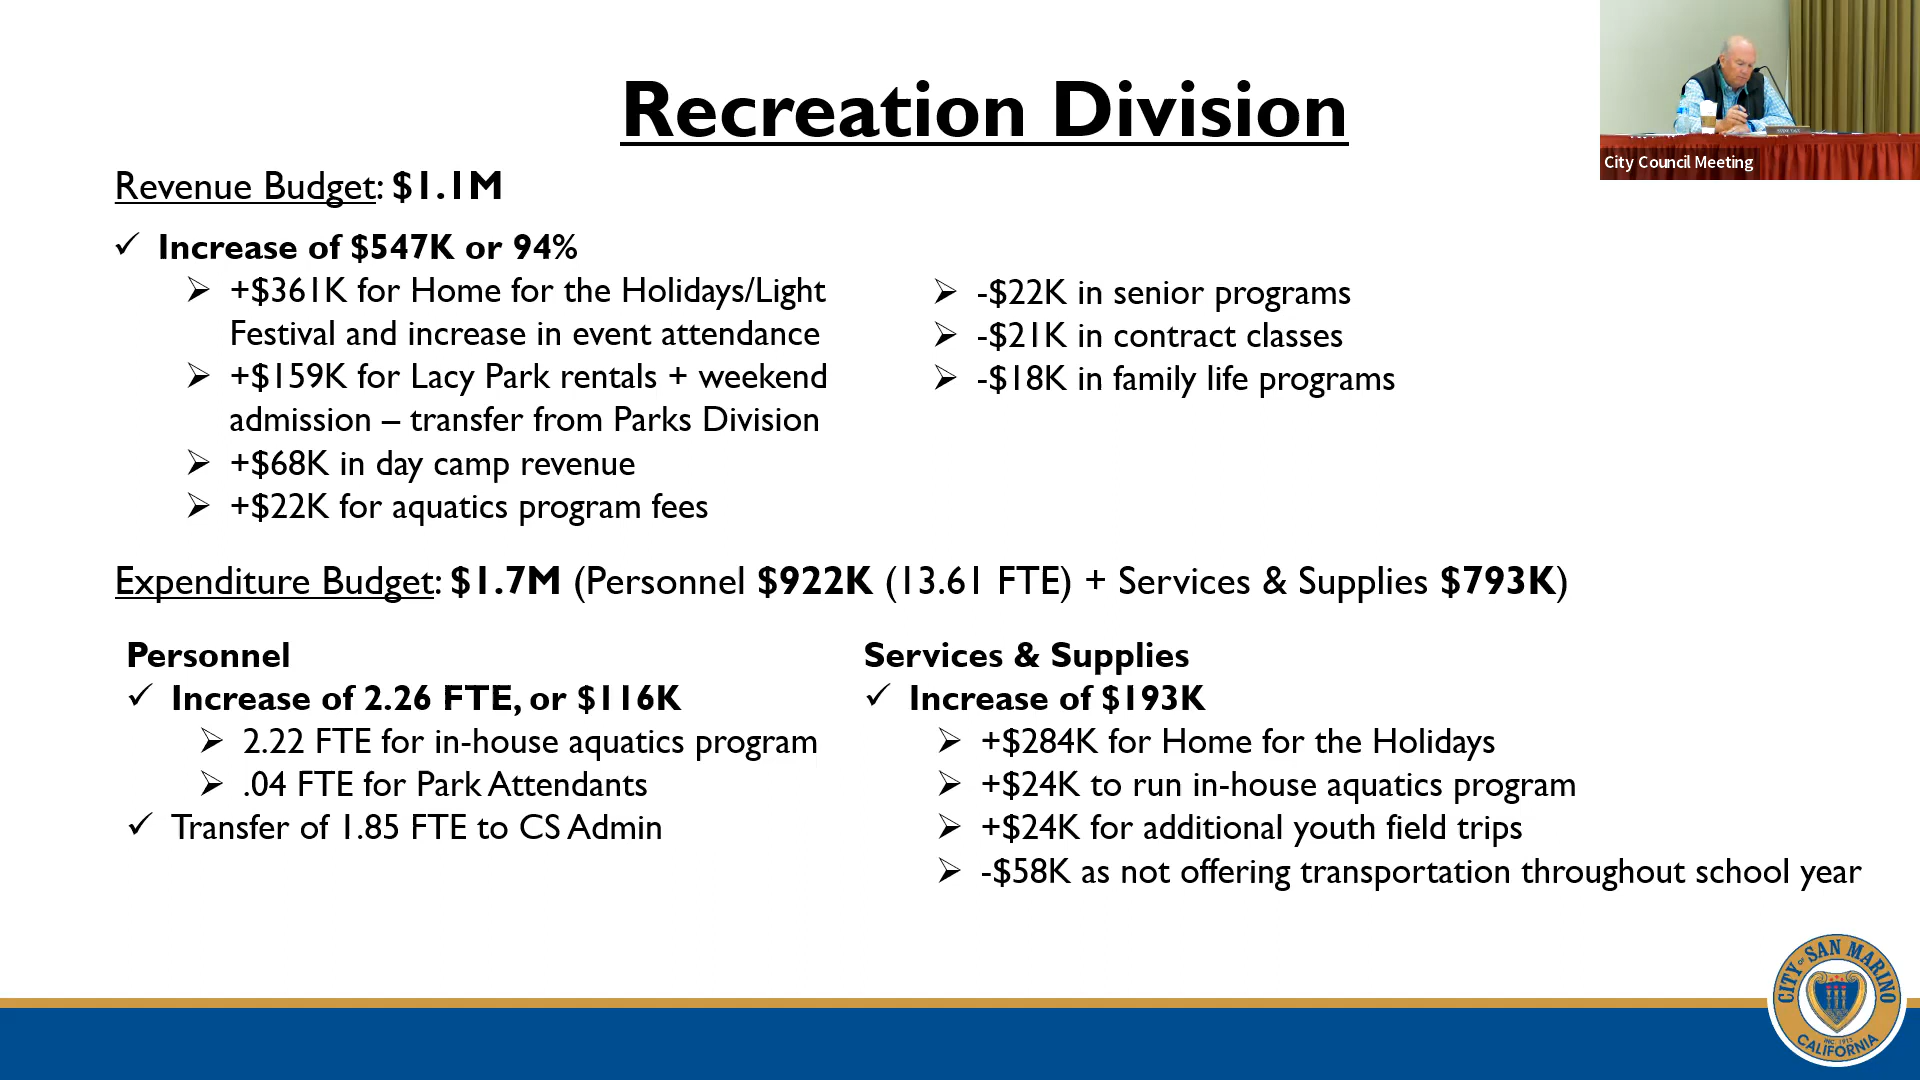 Recreation Division
City Council Meeting
Revenue Budget: $1.1M
✓ Increase of $547K or 94%
➢ +$361K for Home for the Holidays/Light
Festival and increase in event attendance
➢ +$159K for Lacy Park rentals + weekend
admission – transfer from Parks Division
➢ +$68K in day camp revenue
➢ +$22K for aquatics program fees
➢ -$22K in senior programs
➢ -$21K in contract classes
➢ -$18K in family life programs
Expenditure Budget: $1.7M (Personnel $922K (13.61 FTE) + Services & Supplies $793K)
Personnel
✓ Increase of 2.26 FTE, or $116K
➢ 2.22 FTE for in-house aquatics program
➢ .04 FTE for Park Attendants
✓ Transfer of 1.85 FTE to CS Admin
Services & Supplies
✓ Increase of $193K
➢ +$284K for Home for the Holidays
➢ +$24K to run in-house aquatics program
➢ +$24K for additional youth field trips
➢ -$58K as not offering transportation throughout school year
CITY OF SAN MARINO
INC. 1913
CALIFORNIA